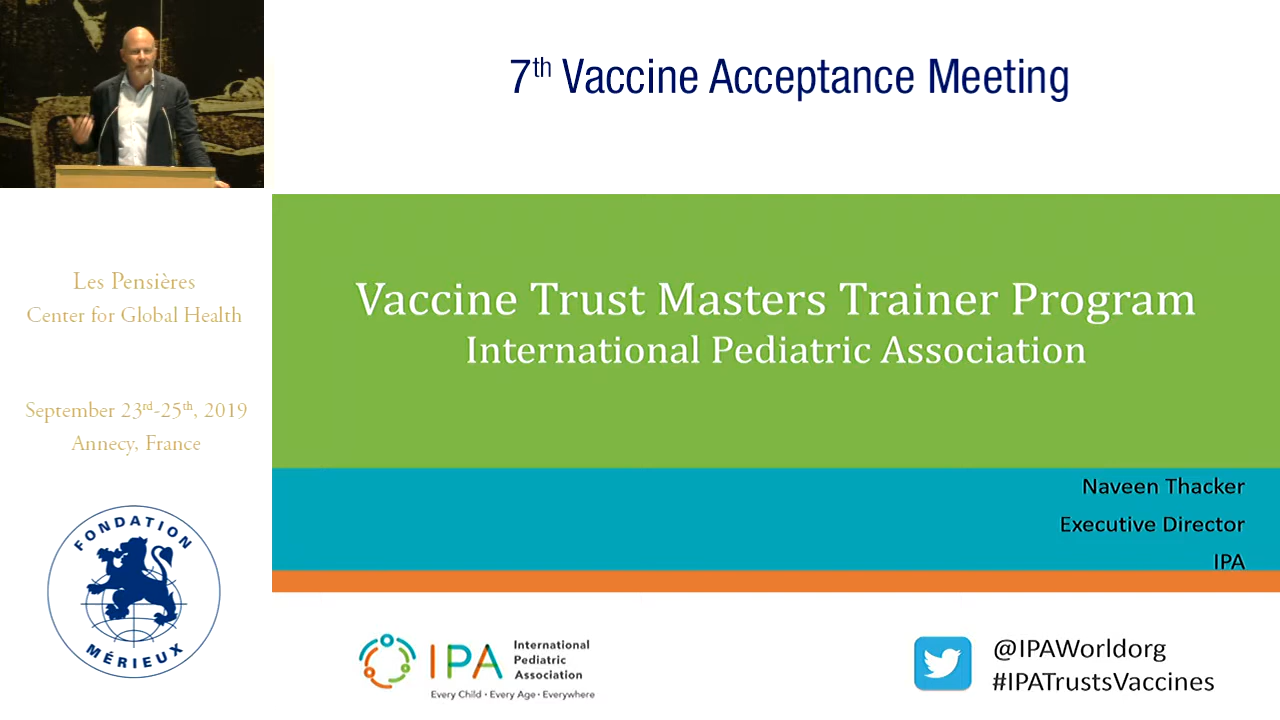 7th Vaccine Acceptance Meeting
Les Pensières
Center for Global Health
September 23rd-25th, 2019
Annecy, France
FONDATION
MÉRIEUX
Vaccine Trust Masters Trainer Program
International Pediatric Association
Naveen Thacker
Executive Director
IPA
IPA
International
Pediatric
Association
Every Child • Every Age • Everywhere
@IPAWorldorg
#IPATrustsVaccines